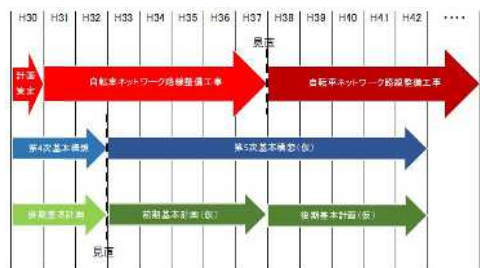 H30 H31 H32 H33 H34 H35 H36 H37 H38 H39 H40 H41 H42 ‥‥
見直
計画
策定
自転車ネットワーク路線整備工事
自転車ネットワーク路線整備工事
第4次基本構想
第5次基本構想(仮)
後期基本計画
前期基本計画(仮)
後期基本計画(仮)
見直